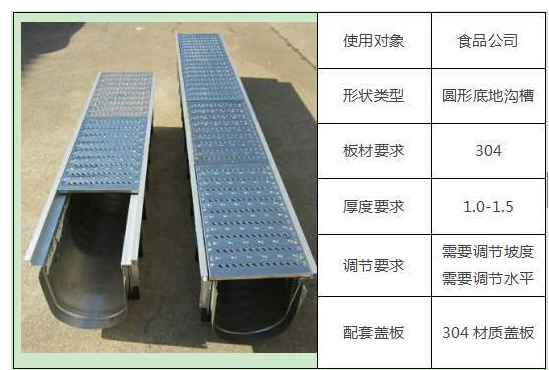 使用对象
食品公司
形状类型
圆形底地沟槽
板材要求
304
厚度要求
1.0-1.5
调节要求
需要调节坡度
需要调节水平
配套盖板
304 材质盖板